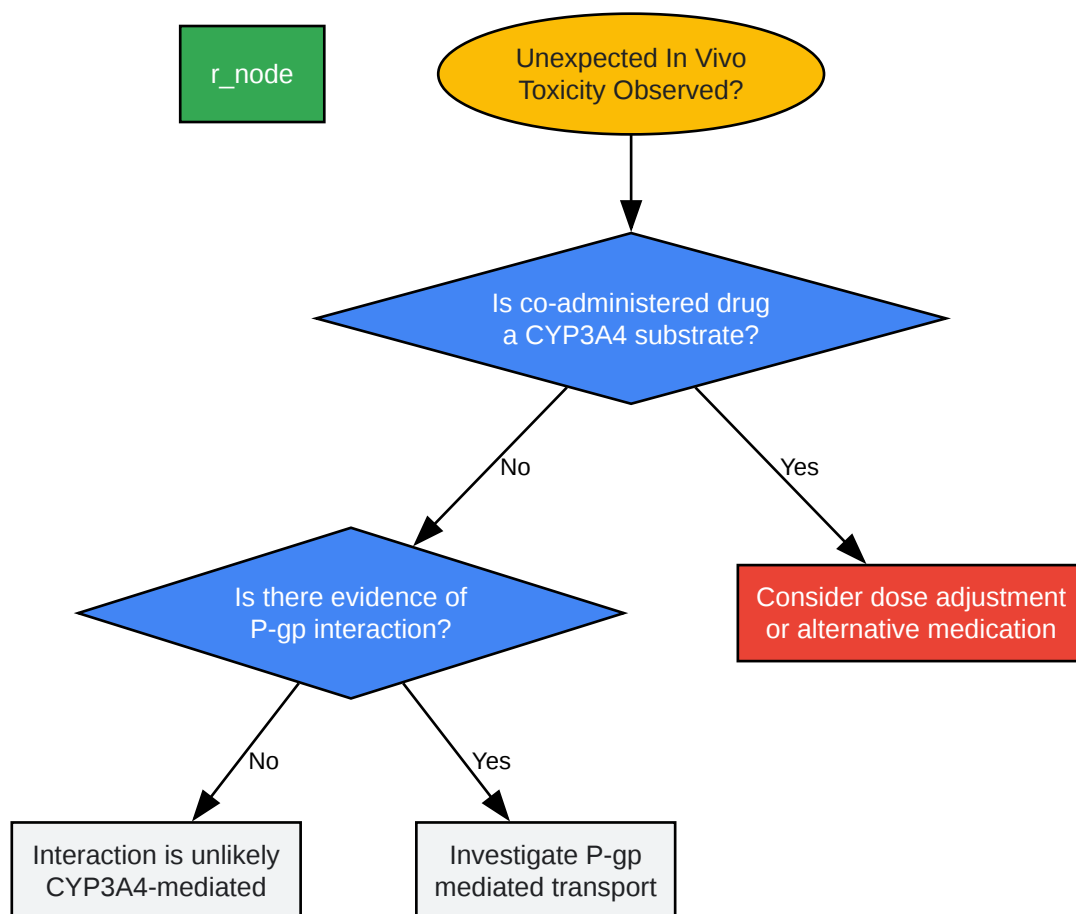 r_node
Unexpected In Vivo
Toxicity Observed?
Is co-administered drug
a CYP3A4 substrate?
No
Yes
Is there evidence of
P-gp interaction?
Consider dose adjustment
or alternative medication
No
Yes
Interaction is unlikely
CYP3A4-mediated
Investigate P-gp
mediated transport